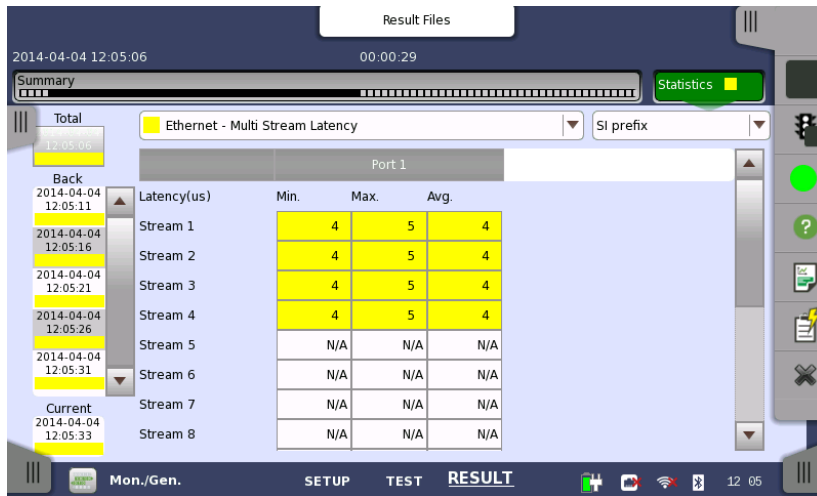 Result Files
2014-04-04 12:05:06 00:00:29
Summary Statistics
Total Ethernet - Multi Stream Latency SI prefix
12:05:06
Port 1
Back
2014-04-04
12:05:11
2014-04-04
12:05:16
2014-04-04
12:05:21
2014-04-04
12:05:26
2014-04-04
12:05:31
Current
2014-04-04
12:05:33
Latency(us) Min. Max. Avg.
Stream 1 4 5 4
Stream 2 4 5 4
Stream 3 4 5 4
Stream 4 4 5 4
Stream 5 N/A N/A N/A
Stream 6 N/A N/A N/A
Stream 7 N/A N/A N/A
Stream 8 N/A N/A N/A
Mon./Gen. SETUP TEST RESULT 12 05